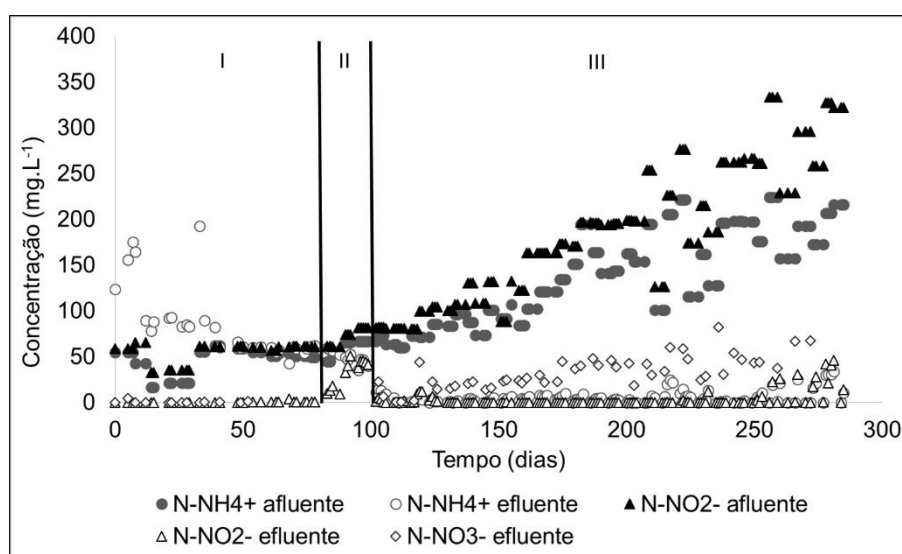 400
350
300
250
200
150
100
50
0
Concentração (mg.L-1)
I II III
0 50 100 150 200 250 300
Tempo (dias)
N-NH4+ afluente N-NH4+ efluente N-NO2- afluente
N-NO2- efluente N-NO3- efluente